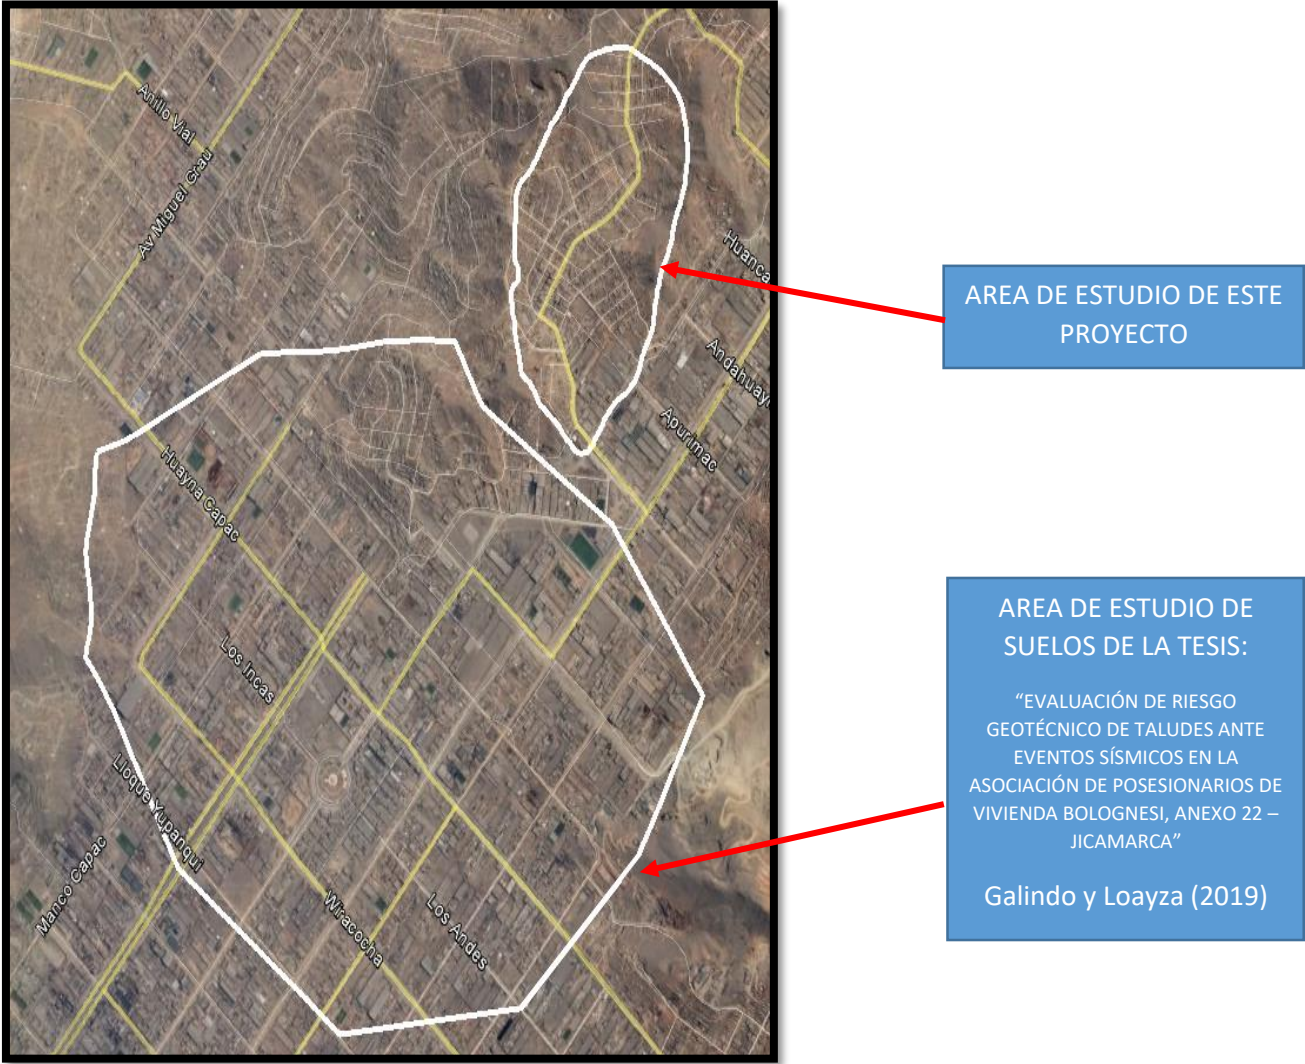 Anillo Vial
Av Miguel Grau
Huanca
Andahuayl
Apurimac
Huayna Capac
Los Incas
Lloque Yupanqui
Manco Capac
Wiracocha
Los Andes
AREA DE ESTUDIO DE ESTE
PROYECTO
AREA DE ESTUDIO DE
SUELOS DE LA TESIS:
“EVALUACIÓN DE RIESGO
GEOTÉCNICO DE TALUDES ANTE
EVENTOS SÍSMICOS EN LA
ASOCIACIÓN DE POSESIONARIOS DE
VIVIENDA BOLOGNESI, ANEXO 22 –
JICAMARCA”
Galindo y Loayza (2019)